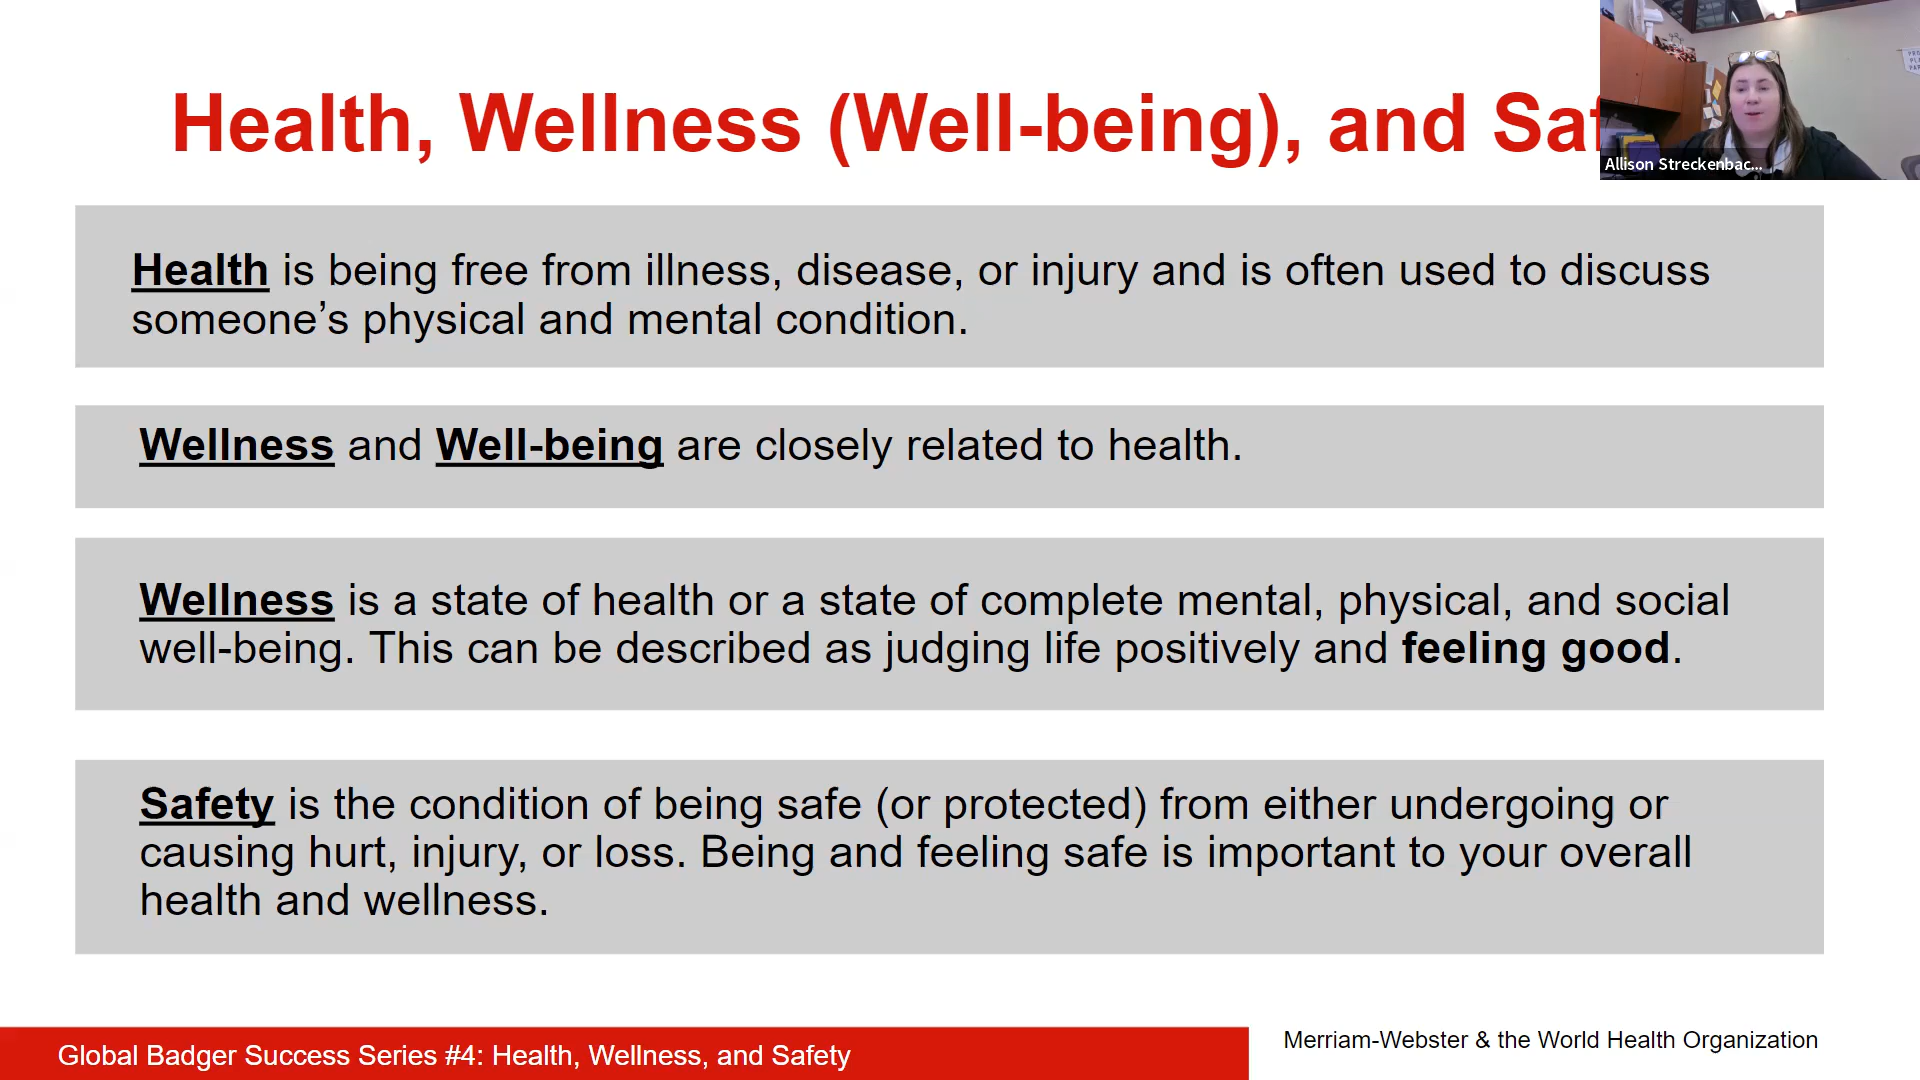 Health, Wellness (Well-being), and Saf
Allison Streckenbac...
Health is being free from illness, disease, or injury and is often used to discuss
someone’s physical and mental condition.
Wellness and Well-being are closely related to health.
Wellness is a state of health or a state of complete mental, physical, and social
well-being. This can be described as judging life positively and feeling good.
Safety is the condition of being safe (or protected) from either undergoing or
causing hurt, injury, or loss. Being and feeling safe is important to your overall
health and wellness.
Merriam-Webster & the World Health Organization
Global Badger Success Series #4: Health, Wellness, and Safety